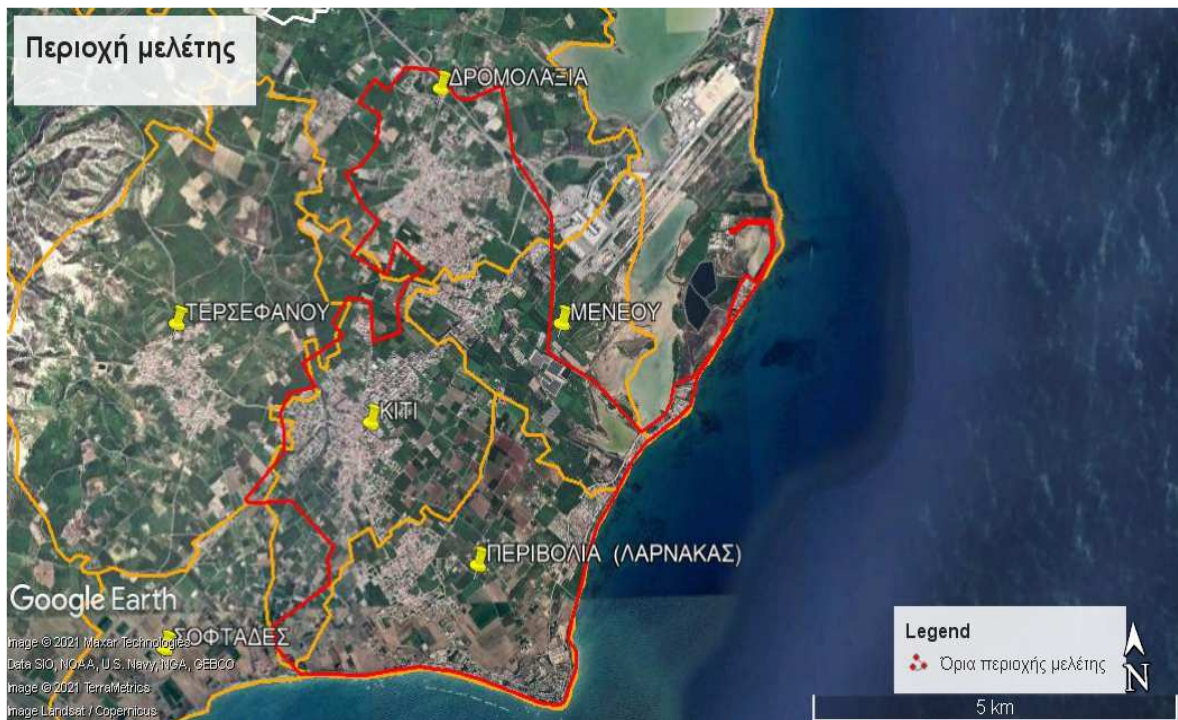 Περιοχή μελέτης
ΔΡΟΜΟΛΑΞΙΑ
ΤΕΡΣΕΦΑΝΟΥ
ΜΕΝΕΟΥ
ΚΙΤΙ
ΠΕΡΙΒΟΛΙΑ (ΛΑΡΝΑΚΑΣ)
Google Earth
ΣΟΦΤΑΔΕΣ
Image © 2021 Maxar Technologies
Data SIO, NOAA, U.S. Navy, NGA, GEBCO
Image © 2021 TerraMetrics
Image Landsat / Copernicus
Legend
Όρια περιοχής μελέτης
N
5 km